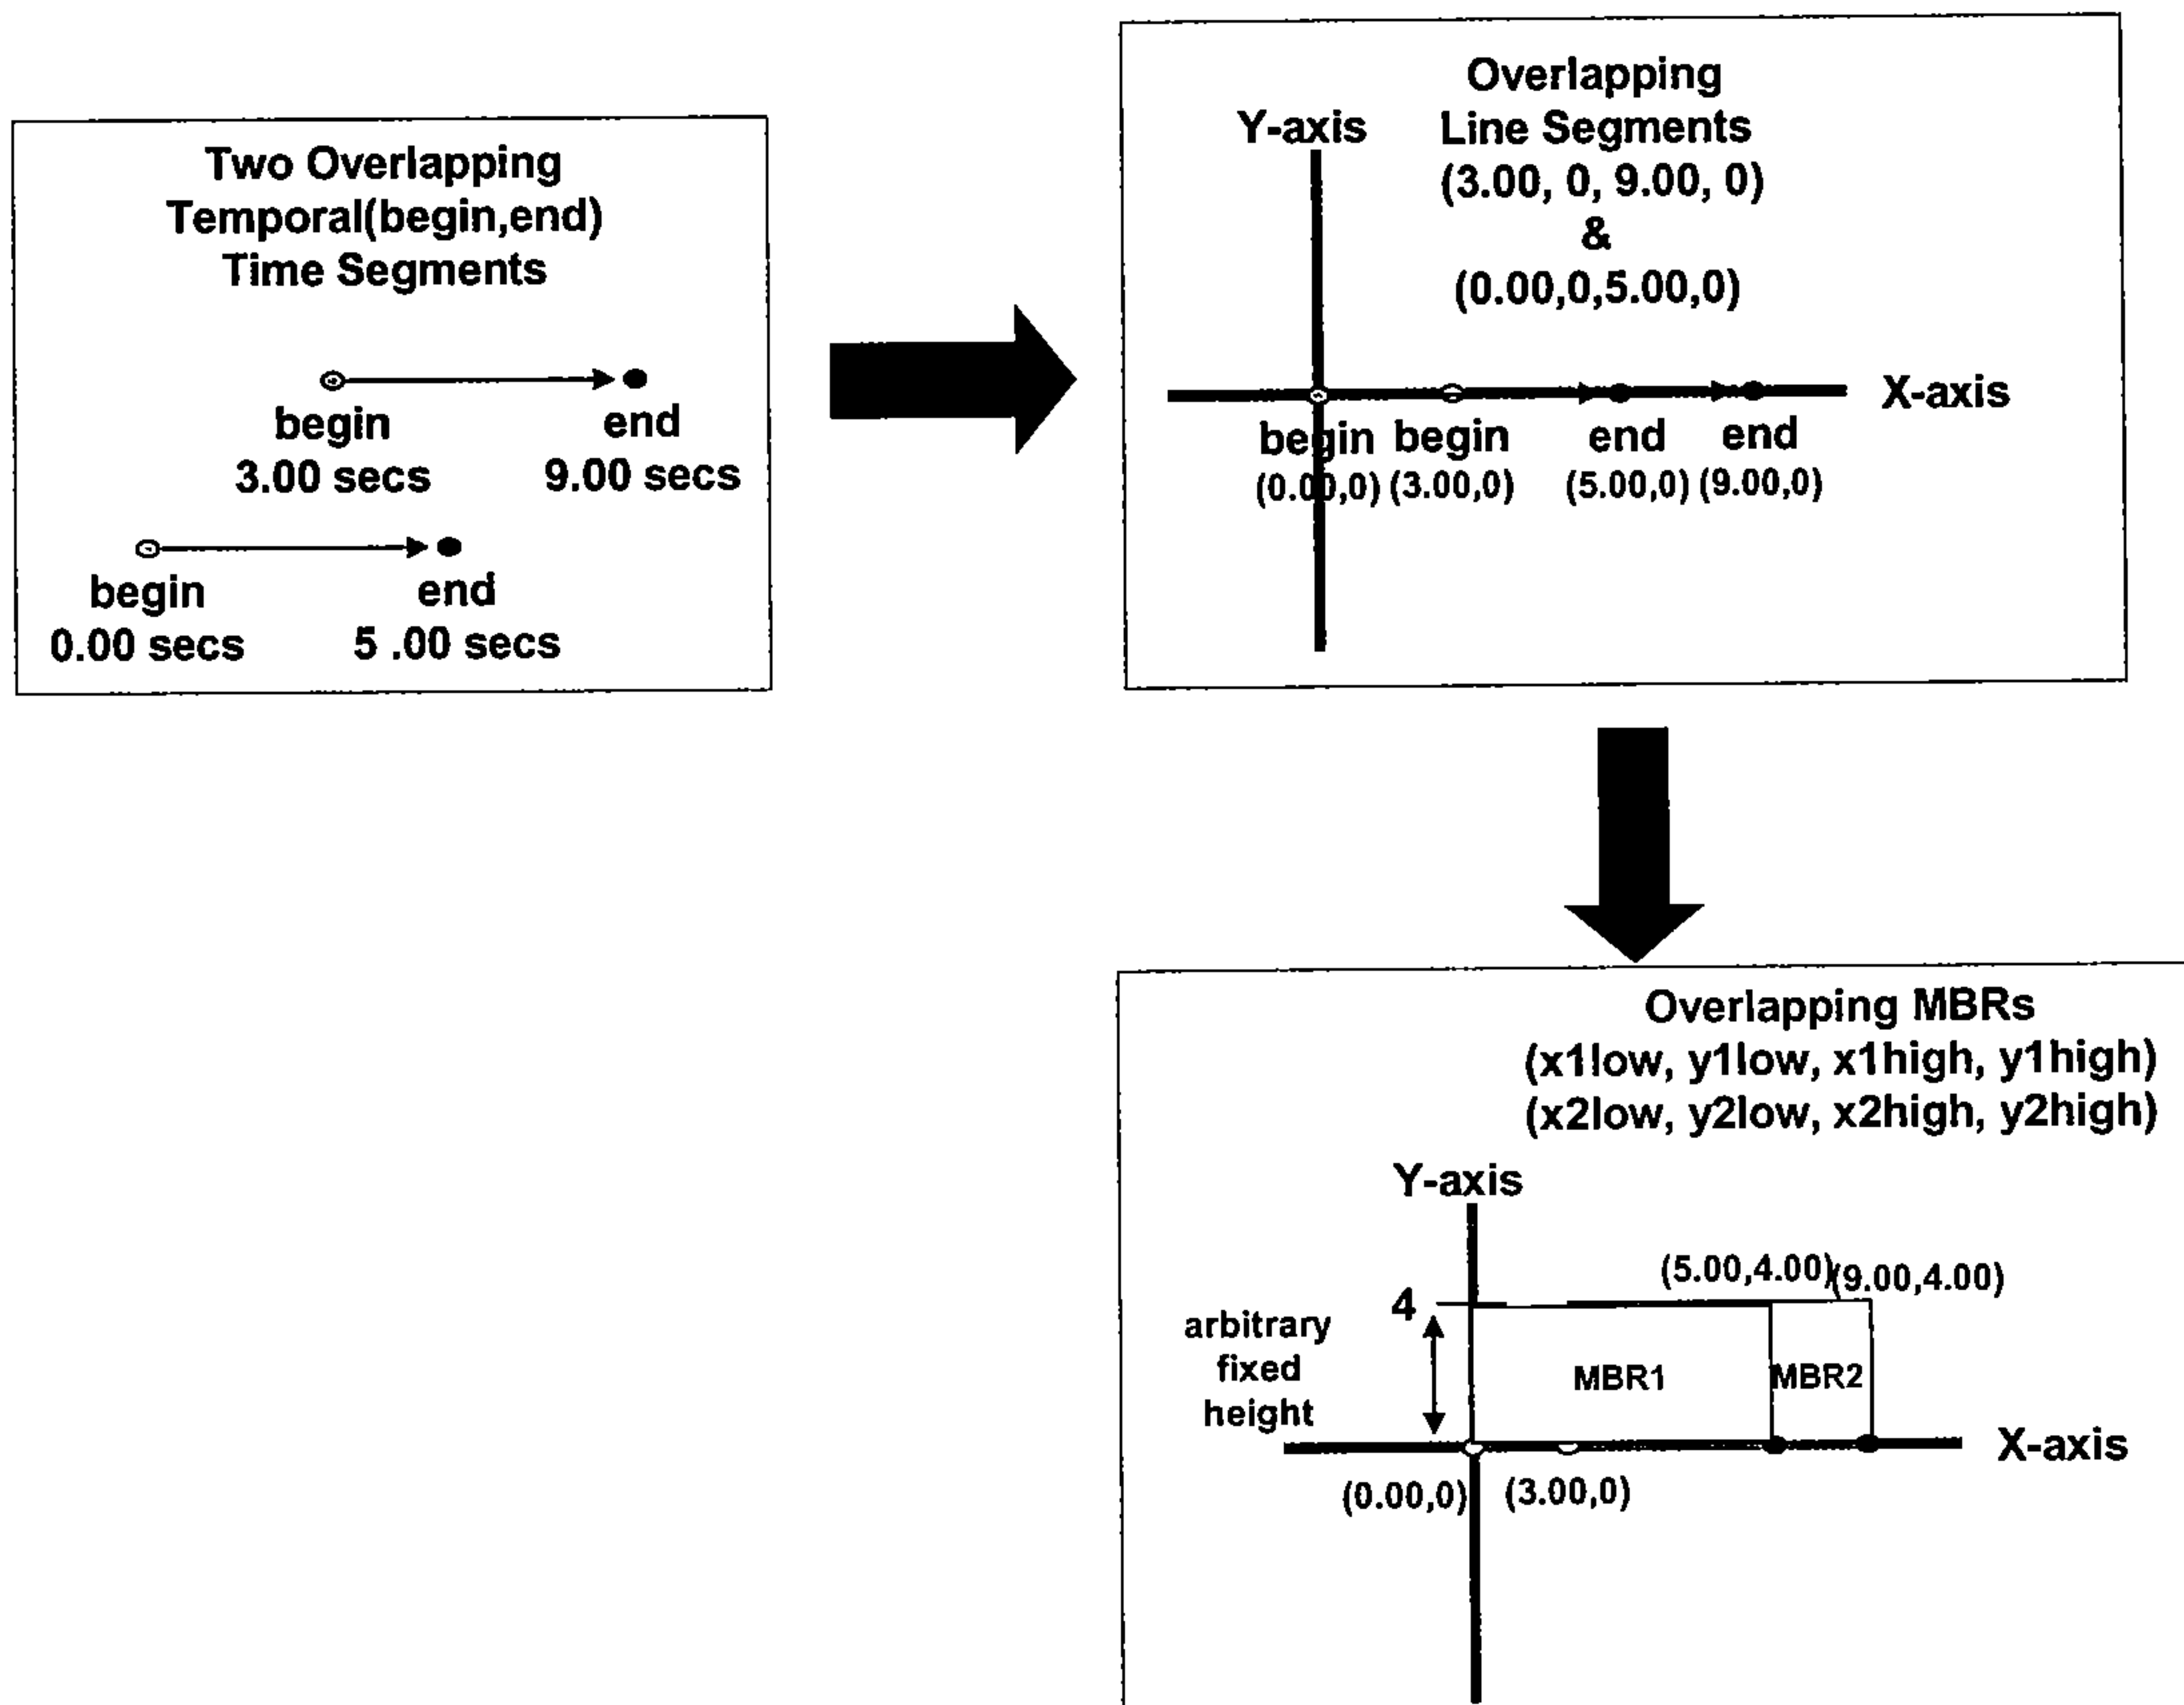 Two Overlapping
Temporal(begin,end)
Time Segments
begin
end
3.00 secs
9.00 secs
begin
end
0.00 secs
5 .00 secs
Overlapping
Line Segments
(3.00, 0, 9.00, 0)
&
(0.00,0,5.00,0)
Y-axis
X-axis
begin
begin
end
end
(0.00,0)
(3.00,0)
(5.00,0)
(9.00,0)
Overlapping MBRs
(x1low, y1low, x1high, y1high)
(x2low, y2low, x2high, y2high)
Y-axis
(5.00,4.00)
(9.00,4.00)
4
arbitrary
fixed
height
MBR1
MBR2
X-axis
(0.00,0)
(3.00,0)